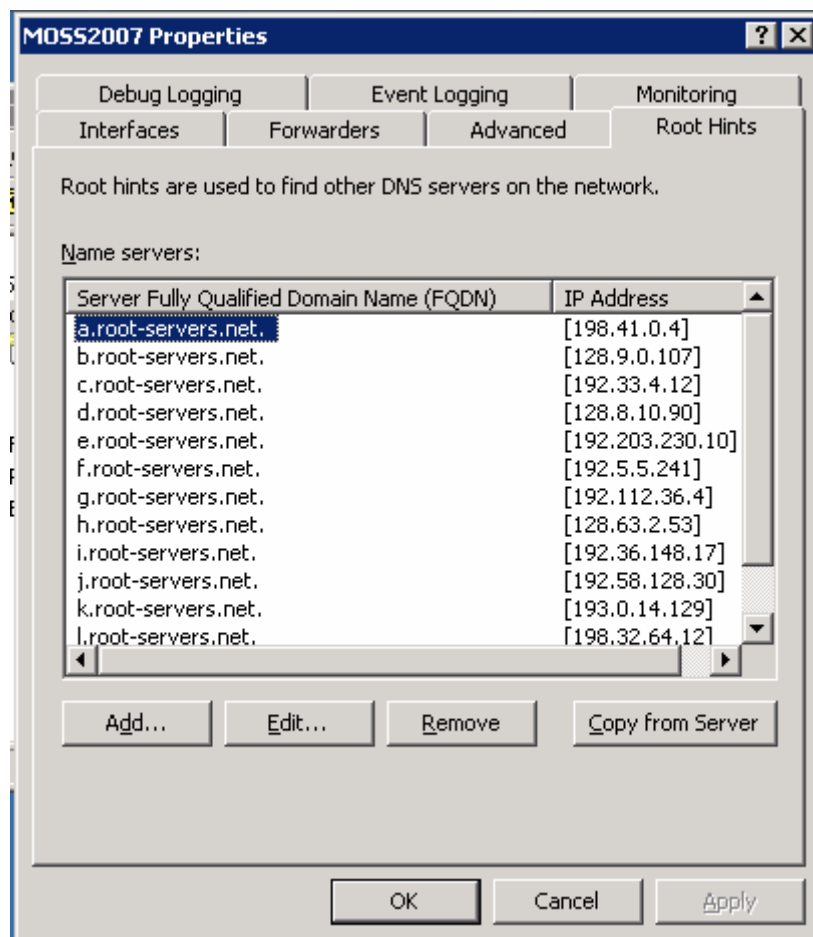 MOSS2007 Properties
Debug Logging Event Logging Monitoring
Interfaces Forwarders Advanced Root Hints
Root hints are used to find other DNS servers on the network.
Name servers:
Server Fully Qualified Domain Name (FQDN) IP Address
a.root-servers.net. [198.41.0.4]
b.root-servers.net. [128.9.0.107]
c.root-servers.net. [192.33.4.12]
d.root-servers.net. [128.8.10.90]
e.root-servers.net. [192.203.230.10]
f.root-servers.net. [192.5.5.241]
g.root-servers.net. [192.112.36.4]
h.root-servers.net. [128.63.2.53]
i.root-servers.net. [192.36.148.17]
j.root-servers.net. [192.58.128.30]
k.root-servers.net. [193.0.14.129]
l.root-servers.net. [198.32.64.12]
Add... Edit... Remove Copy from Server
OK Cancel Apply